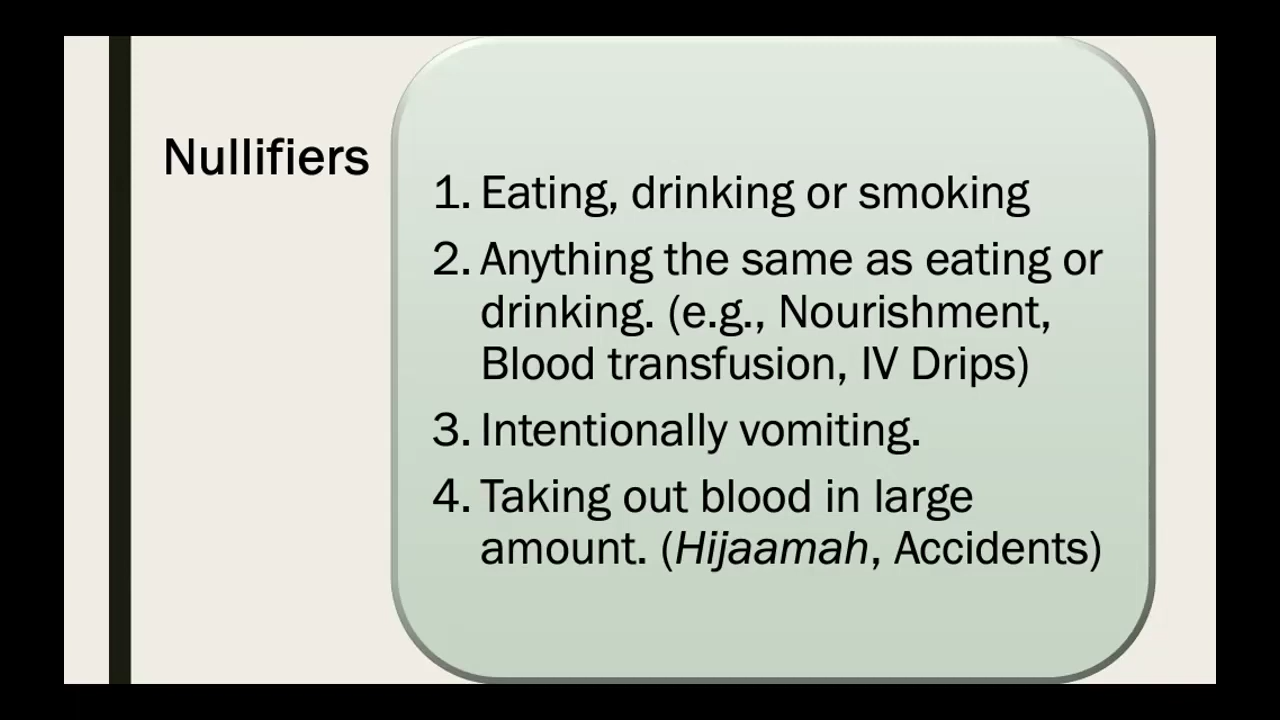 Nullifiers
1. Eating, drinking or smoking
2. Anything the same as eating or
drinking. (e.g., Nourishment,
Blood transfusion, IV Drips)
3. Intentionally vomiting.
4. Taking out blood in large
amount. (Hijaamah, Accidents)